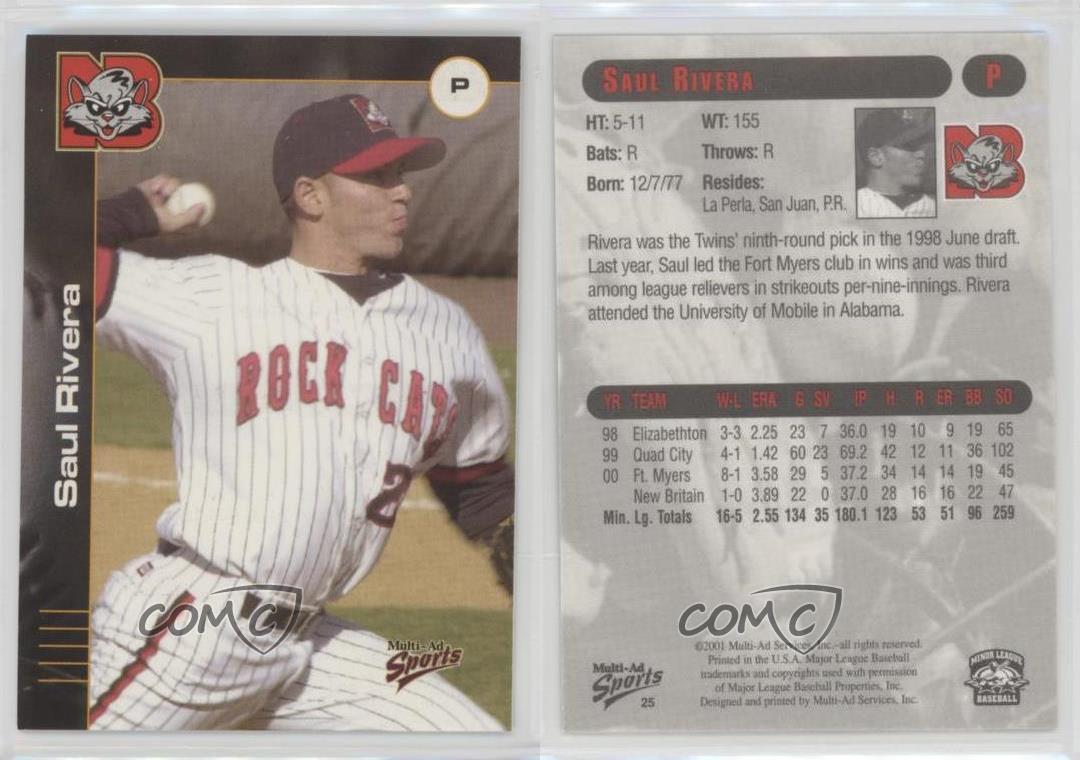 NB
P
Saul Rivera
ROCK CATS
2
COMC
Multi-Ad
Sports
SAUL RIVERA
P
HT: 5-11 WT: 155
Bats: R Throws: R
Born: 12/7/77 Resides:
La Perla, San Juan, P.R.
NB
Rivera was the Twins' ninth-round pick in the 1998 June draft.
Last year, Saul led the Fort Myers club in wins and was third
among league relievers in strikeouts per-nine-innings. Rivera
attended the University of Mobile in Alabama.
YR TEAM W-L ERA G SV IP H R ER BB SO
98 Elizabethton 3-3 2.25 23 7 36.0 19 10 9 19 65
99 Quad City 4-1 1.42 60 23 69.2 42 12 11 36 102
00 Ft. Myers 8-1 3.58 29 5 37.2 34 14 14 19 45
New Britain 1-0 3.89 22 0 37.0 28 16 16 22 47
Min. Lg. Totals 16-5 2.55 134 35 180.1 123 53 51 96 259
COMC
©2001 Multi-Ad Services, Inc.–all rights reserved.
Printed in the U.S.A. Major League Baseball
trademarks and copyrights used with permission
of Major League Baseball Properties, Inc.
Designed and printed by Multi-Ad Services, Inc.
Multi-Ad
Sports
25
MINOR LEAGUE
BASEBALL